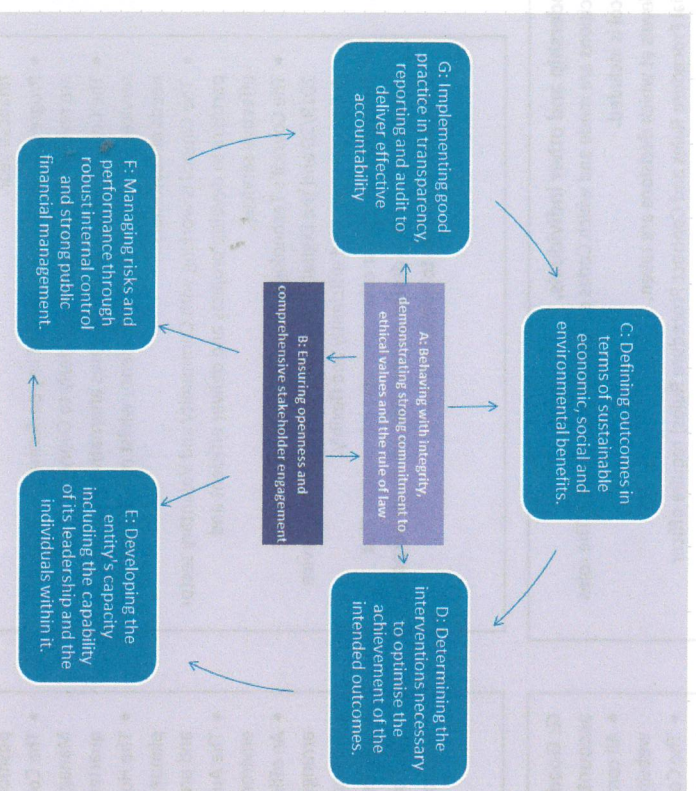 C: Defining outcomes in
terms of sustainable
economic, social and
environmental benefits.
G: Implementing good
practice in transparency,
reporting and audit to
deliver effective
accountability
A: Behaving with integrity,
demonstrating strong commitment to
ethical values and the rule of law
D: Determining the
interventions necessary
to optimise the
achievement of the
intended outcomes.
B: Ensuring openness and
comprehensive stakeholder engagement
F: Managing risks and
performance through
robust internal control
and strong public
financial management.
E: Developing the
entity's capacity
including the capability
of its leadership and the
individuals within it.